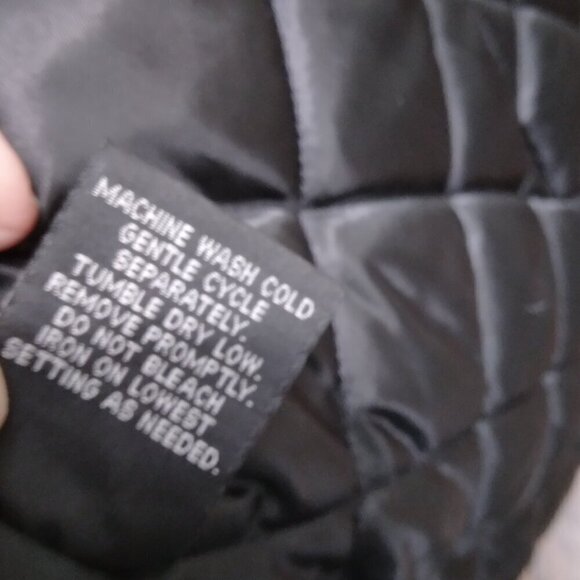 MACHINE WASH COLD
GENTLE CYCLE
SEPARATELY.
TUMBLE DRY LOW.
REMOVE PROMPTLY.
DO NOT BLEACH
IRON ON LOWEST
SETTING AS NEEDED.